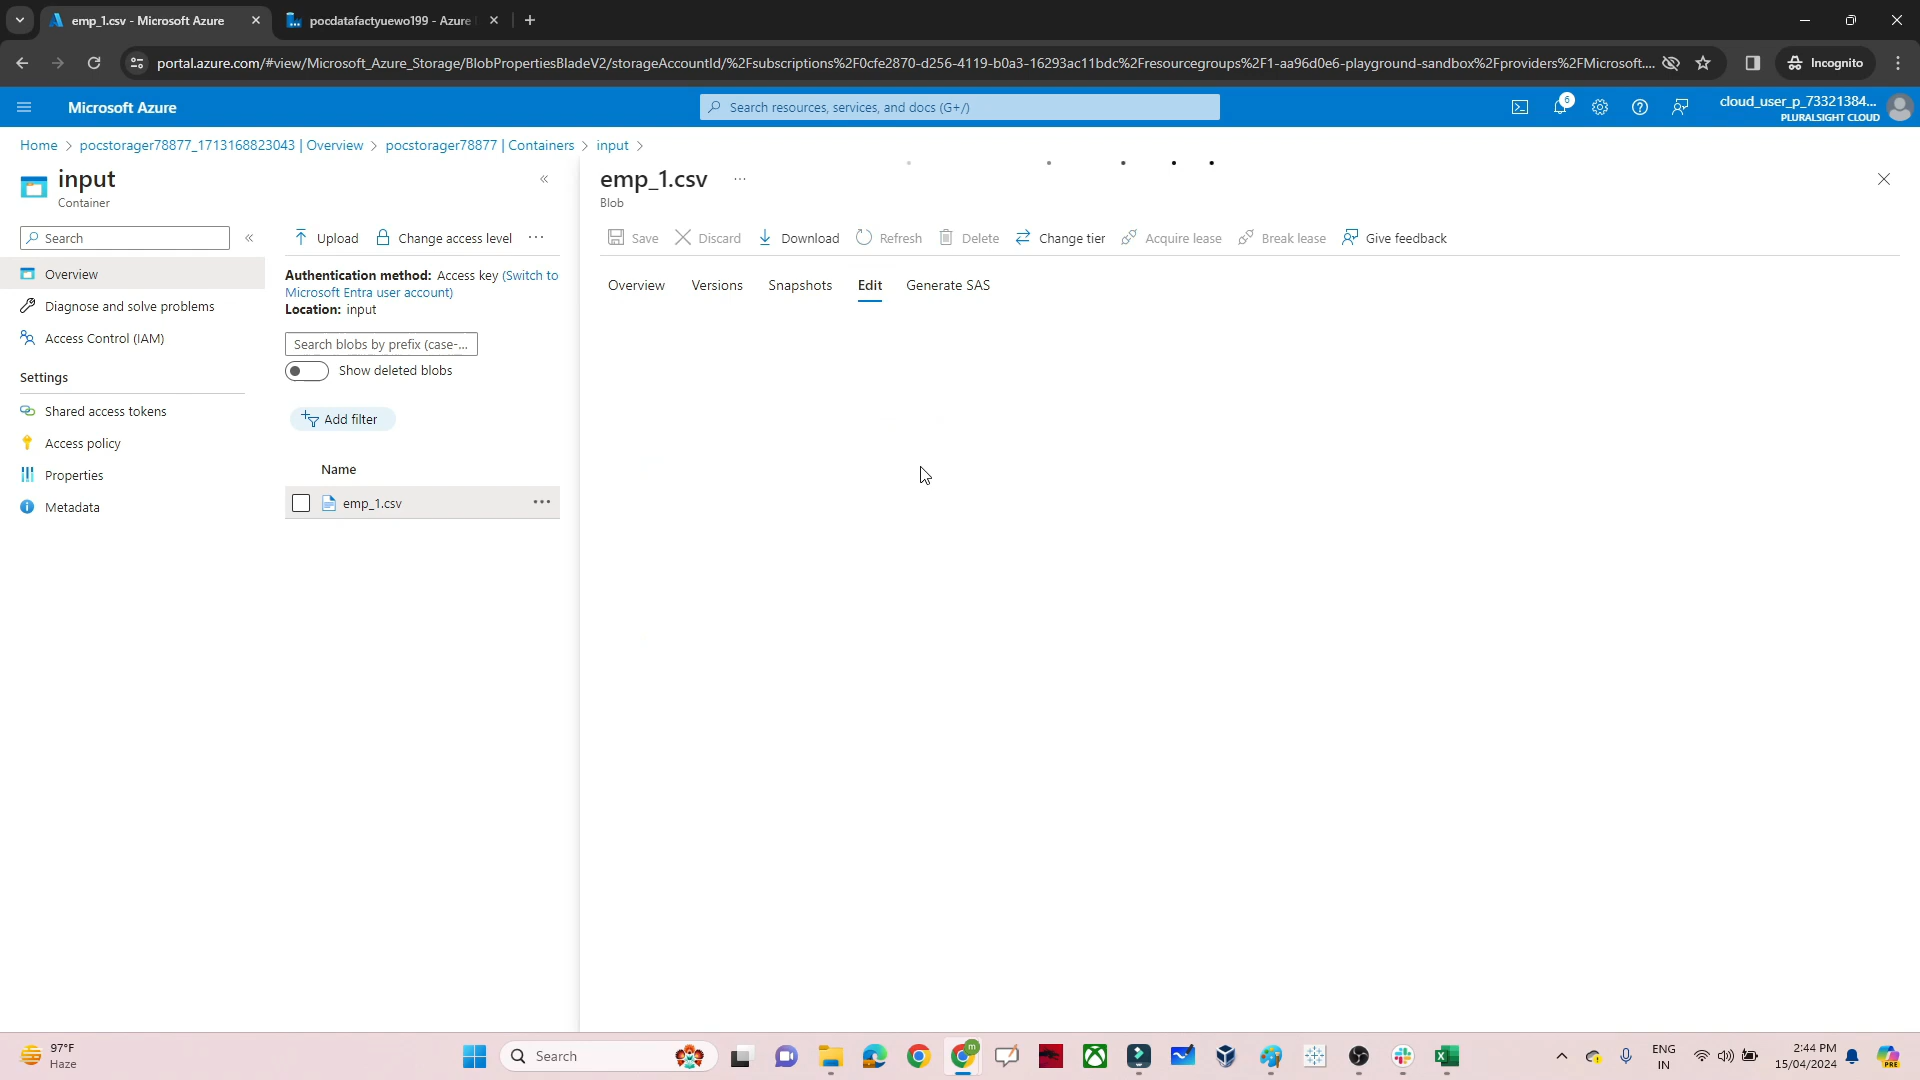 emp_1.csv - Microsoft Azure
pocdatafactyuewo199 - Azure
portal.azure.com/#view/Microsoft_Azure_Storage/BlobPropertiesBladeV2/storageAccountId/%2Fsubscriptions%2F0cfe2870-d256-4119-b0a3-16293ac11bdc%2Fresourcegroups%2F1-aa96d0e6-playground-sandbox%2Fproviders%2FMicrosoft....
Incognito
Microsoft Azure
Search resources, services, and docs (G+/)
6
cloud_user_p_73321384...
PLURALSIGHT CLOUD
Home > pocstorager78877_1713168823043 | Overview > pocstorager78877 | Containers > input >
input
Container
Search
Overview
Diagnose and solve problems
Access Control (IAM)
Settings
Shared access tokens
Access policy
Properties
Metadata
Upload
Change access level
Authentication method: Access key (Switch to
Microsoft Entra user account)
Location: input
Search blobs by prefix (case-...
Show deleted blobs
Add filter
Name
emp_1.csv
emp_1.csv
Blob
Save
Discard
Download
Refresh
Delete
Change tier
Acquire lease
Break lease
Give feedback
Overview
Versions
Snapshots
Edit
Generate SAS
97°F
Haze
Search
m
ENG
IN
2:44 PM
15/04/2024
PRE